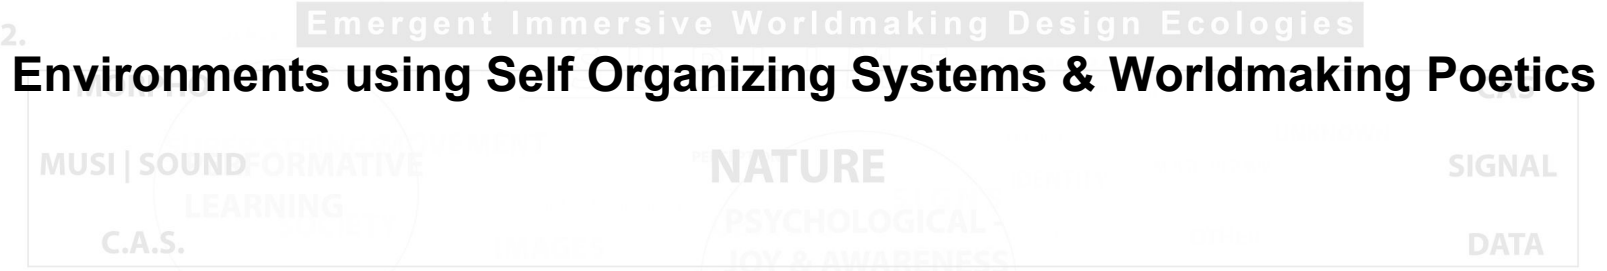 Emergent Immersive Worldmaking Design Ecologies
2.
Environments using Self Organizing Systems & Worldmaking Poetics
CAS
MUSI | SOUND
FORMATIVE
NATURE
SIGNAL
LEARNING
PSYCHOLOGICAL -
C.A.S.
DATA
JOY & AWARENESS